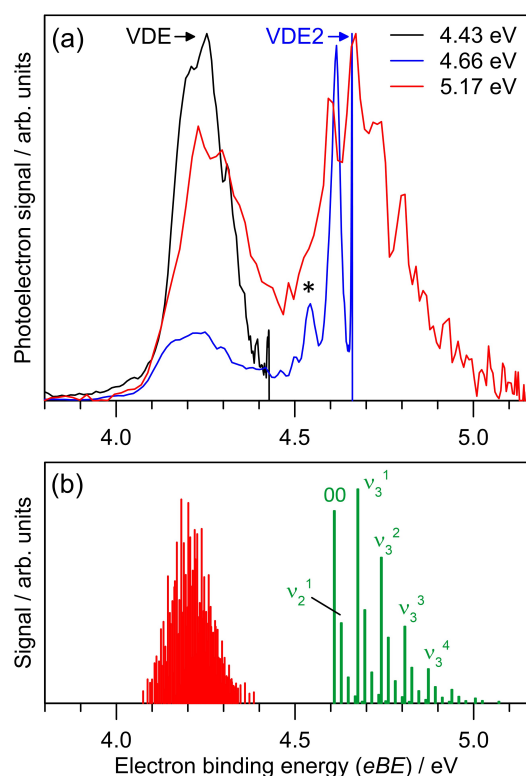 (a)
VDE→
VDE2→
4.43 eV
4.66 eV
5.17 eV
*
Photoelectron signal / arb. units
4.0
4.5
5.0
(b)
00
ν₃¹
ν₃²
ν₂¹
ν₃³
ν₃⁴
Signal / arb. units
4.0
4.5
5.0
Electron binding energy (eBE) / eV